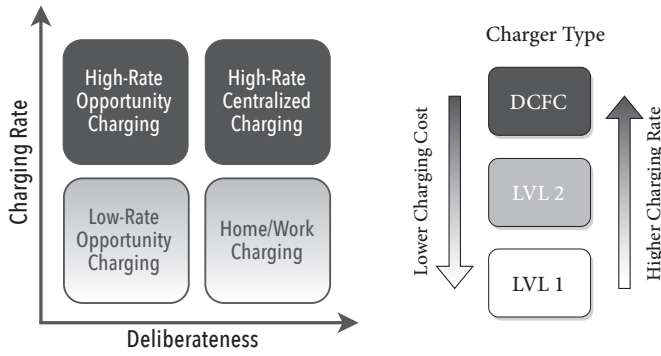 Charging Rate
High-Rate
Opportunity
Charging
High-Rate
Centralized
Charging
Low-Rate
Opportunity
Charging
Home/Work
Charging
Deliberateness
Charger Type
Lower Charging Cost
DCFC
LVL 2
LVL 1
Higher Charging Rate